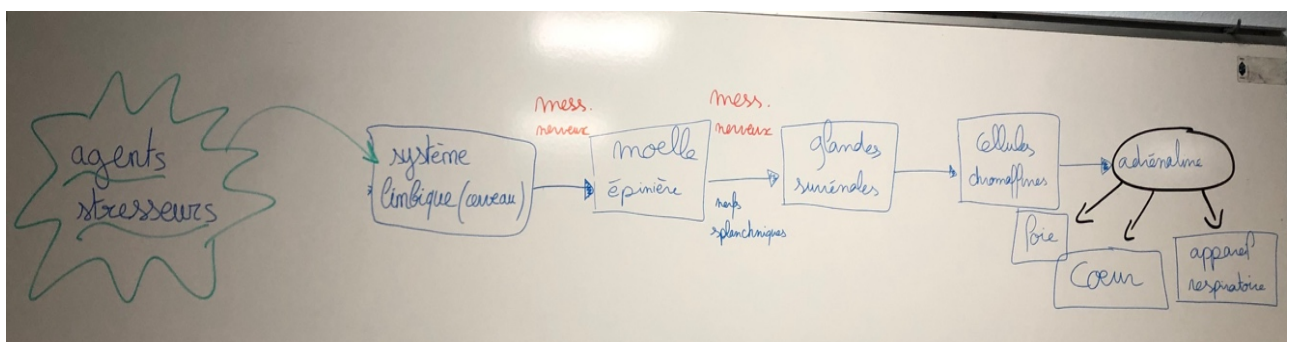 agents
stresseurs
système
limbique (cerveau)
mess.
nerveux
moelle
épinière
mess.
nerveux
nerfs
splanchniques
glandes
surrénales
cellules
chromaffines
adrénaline
foie
Coeur
appareil
respiratoire